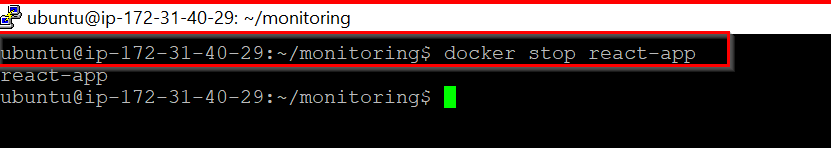 ubuntu@ip-172-31-40-29: ~/monitoring
ubuntu@ip-172-31-40-29:~/monitoring$ docker stop react-app
react-app
ubuntu@ip-172-31-40-29:~/monitoring$